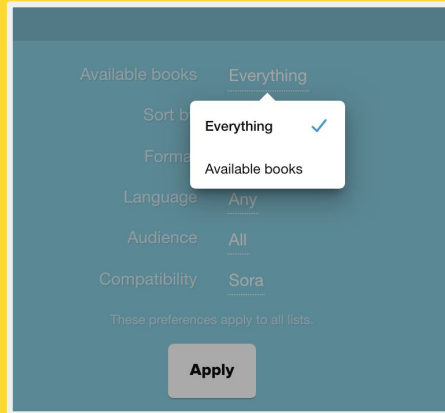 Available books Everything
Sort b
Everything
Forma
Available books
Language Any
Audience All
Compatibility Sora
These preferences apply to all lists.
Apply